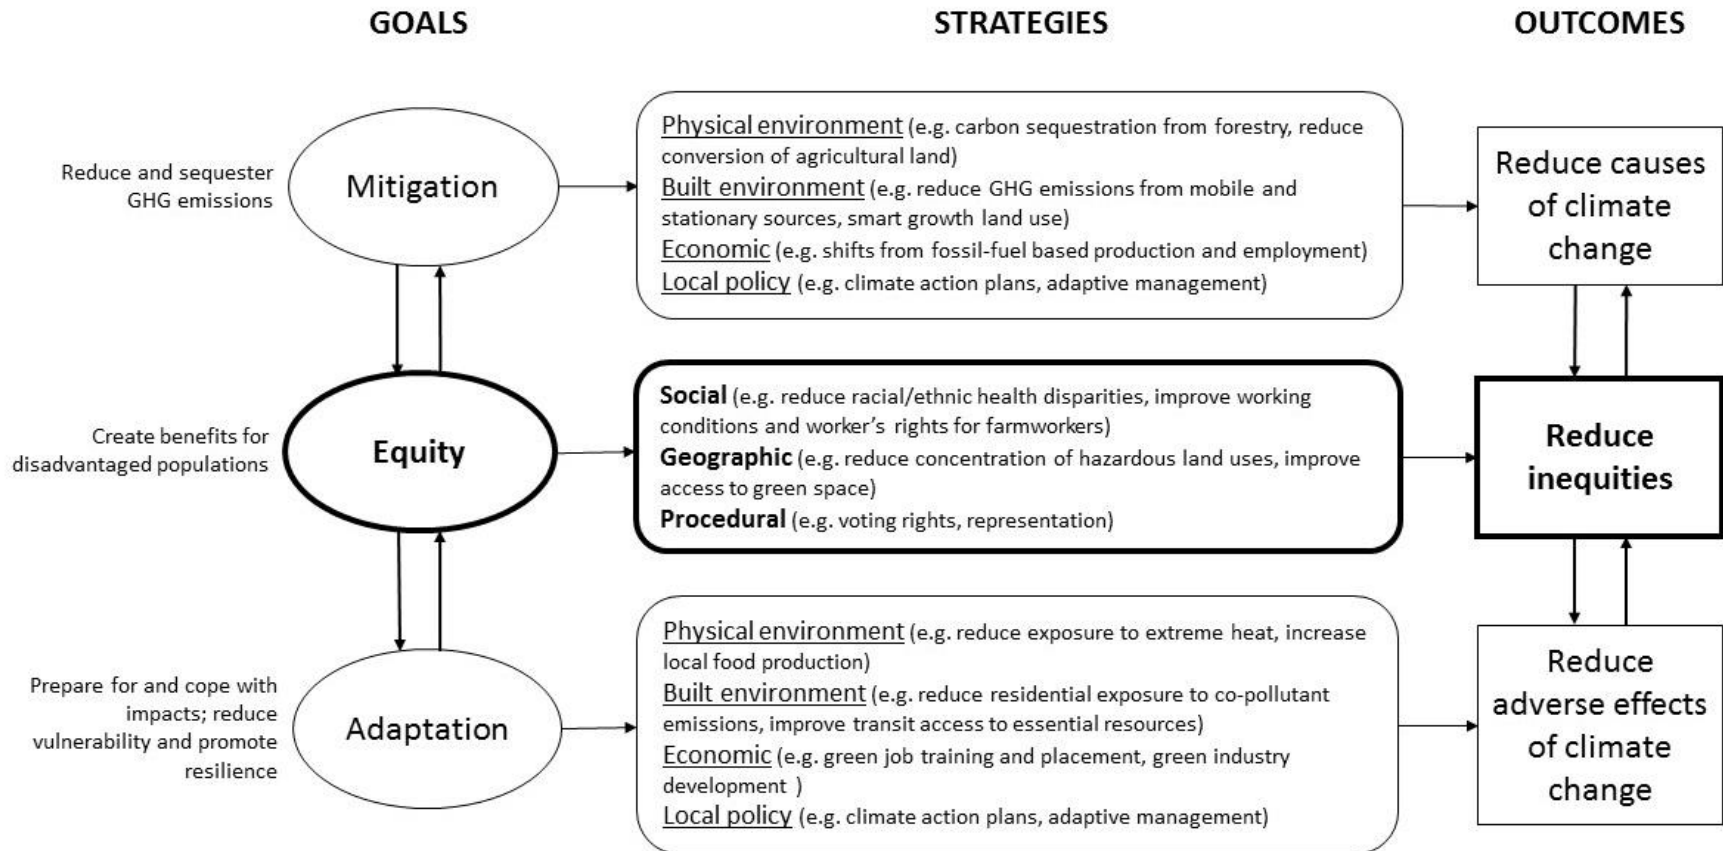 GOALS
STRATEGIES
OUTCOMES
Reduce and sequester
GHG emissions
Mitigation
Physical environment (e.g. carbon sequestration from forestry, reduce
conversion of agricultural land)
Built environment (e.g. reduce GHG emissions from mobile and
stationary sources, smart growth land use)
Economic (e.g. shifts from fossil-fuel based production and employment)
Local policy (e.g. climate action plans, adaptive management)
Reduce causes
of climate
change
Create benefits for
disadvantaged populations
Equity
Social (e.g. reduce racial/ethnic health disparities, improve working
conditions and worker's rights for farmworkers)
Geographic (e.g. reduce concentration of hazardous land uses, improve
access to green space)
Procedural (e.g. voting rights, representation)
Reduce
inequities
Prepare for and cope with
impacts; reduce
vulnerability and promote
resilience
Adaptation
Physical environment (e.g. reduce exposure to extreme heat, increase
local food production)
Built environment (e.g. reduce residential exposure to co-pollutant
emissions, improve transit access to essential resources)
Economic (e.g. green job training and placement, green industry
development )
Local policy (e.g. climate action plans, adaptive management)
Reduce
adverse effects
of climate
change